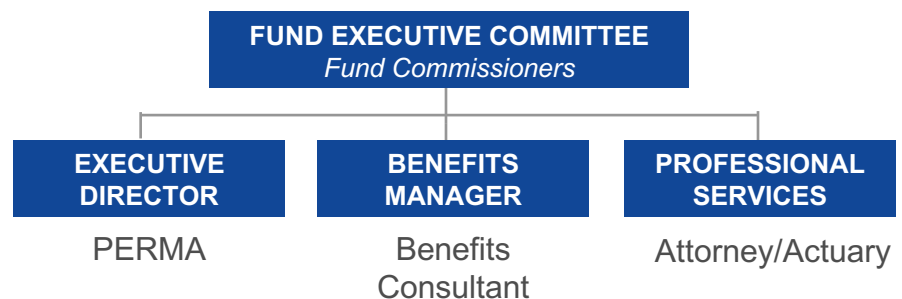 FUND EXECUTIVE COMMITTEE
Fund Commissioners
EXECUTIVE
DIRECTOR
PERMA
BENEFITS
MANAGER
Benefits
Consultant
PROFESSIONAL
SERVICES
Attorney/Actuary